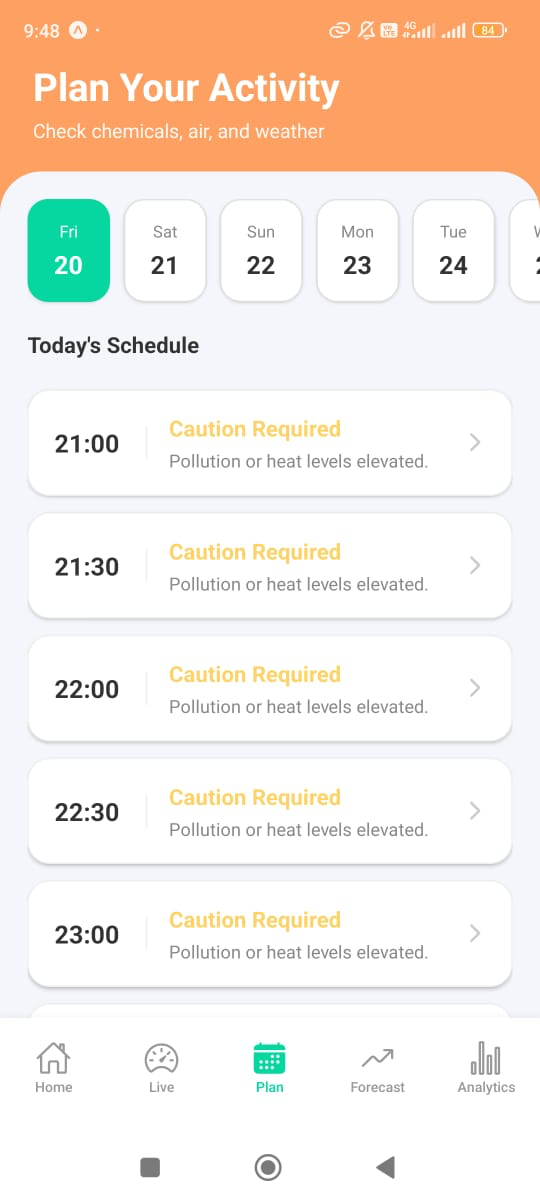 9:48
4G
84
Plan Your Activity
Check chemicals, air, and weather
Fri Sat Sun Mon Tue
20 21 22 23 24
Today's Schedule
21:00
Caution Required
Pollution or heat levels elevated.
21:30
Caution Required
Pollution or heat levels elevated.
22:00
Caution Required
Pollution or heat levels elevated.
22:30
Caution Required
Pollution or heat levels elevated.
23:00
Caution Required
Pollution or heat levels elevated.
Home Live Plan Forecast Analytics